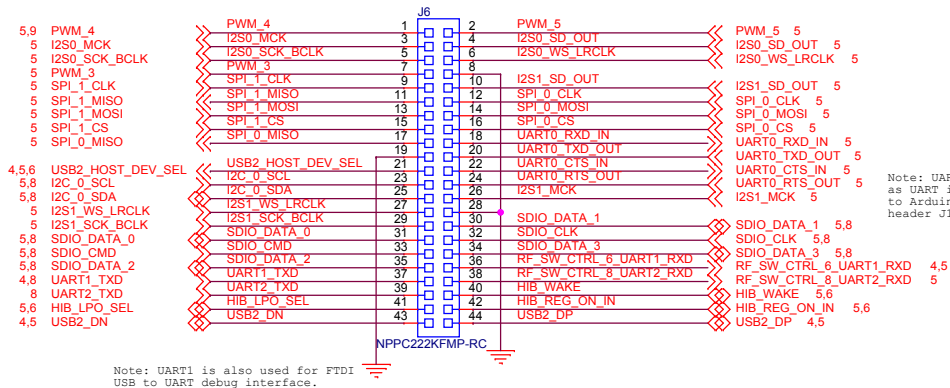 J6
5,9 PWM_4 PWM_4 1 2 PWM_5 PWM_5 5
5 I2S0_MCK I2S0_MCK 3 4 I2S0_SD_OUT I2S0_SD_OUT 5
5 I2S0_SCK_BCLK I2S0_SCK_BCLK 5 6 I2S0_WS_LRCLK I2S0_WS_LRCLK 5
5 PWM_3 PWM_3 7 8
5 SPI_1_CLK SPI_1_CLK 9 10 I2S1_SD_OUT I2S1_SD_OUT 5
5 SPI_1_MISO SPI_1_MISO 11 12 SPI_0_CLK SPI_0_CLK 5
5 SPI_1_MOSI SPI_1_MOSI 13 14 SPI_0_MOSI SPI_0_MOSI 5
5 SPI_1_CS SPI_1_CS 15 16 SPI_0_CS SPI_0_CS 5
5 SPI_0_MISO SPI_0_MISO 17 18 UART0_RXD_IN UART0_RXD_IN 5
19 20 UART0_TXD_OUT UART0_TXD_OUT 5
4,5,6 USB2_HOST_DEV_SEL USB2_HOST_DEV_SEL 21 22 UART0_CTS_IN UART0_CTS_IN 5
5,8 I2C_0_SCL I2C_0_SCL 23 24 UART0_RTS_OUT UART0_RTS_OUT 5
5,8 I2C_0_SDA I2C_0_SDA 25 26 I2S1_MCK I2S1_MCK 5
5 I2S1_WS_LRCLK I2S1_WS_LRCLK 27 28
5 I2S1_SCK_BCLK I2S1_SCK_BCLK 29 30 SDIO_DATA_1 SDIO_DATA_1 5,8
5,8 SDIO_DATA_0 SDIO_DATA_0 31 32 SDIO_CLK SDIO_CLK 5,8
5,8 SDIO_CMD SDIO_CMD 33 34 SDIO_DATA_3 SDIO_DATA_3 5,8
5,8 SDIO_DATA_2 SDIO_DATA_2 35 36 RF_SW_CTRL_6_UART1_RXD RF_SW_CTRL_6_UART1_RXD 4,5
4,8 UART1_TXD UART1_TXD 37 38 RF_SW_CTRL_8_UART2_RXD RF_SW_CTRL_8_UART2_RXD 5
8 UART2_TXD UART2_TXD 39 40 HIB_WAKE HIB_WAKE 5,6
5,6 HIB_LPO_SEL HIB_LPO_SEL 41 42 HIB_REG_ON_IN HIB_REG_ON_IN 5,6
4,5 USB2_DN USB2_DN 43 44 USB2_DP USB2_DP 4,5
NPPC222KFMP-RC
Note: UAR
as UART i
to Arduin
header J1
Note: UART1 is also used for FTDI
USB to UART debug interface.